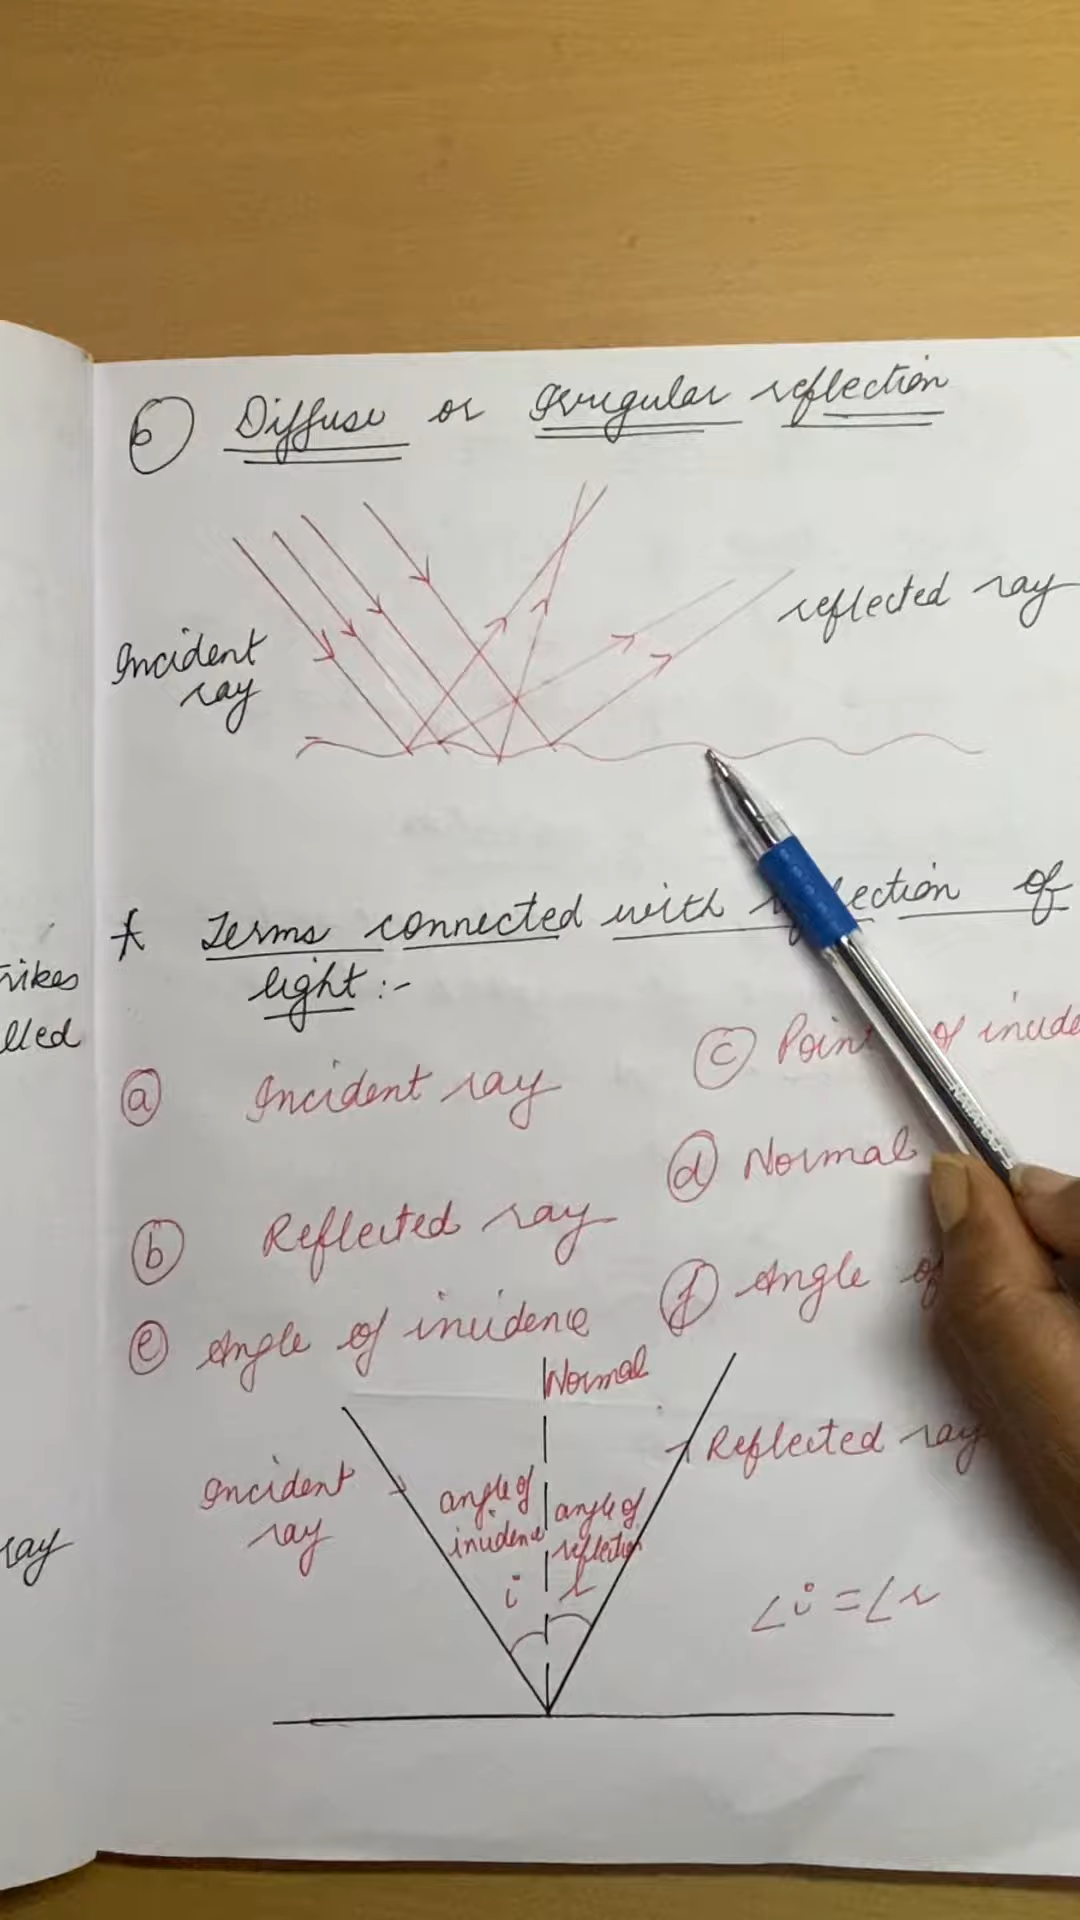 b Diffuse or Irregular reflection
Incident
ray
reflected ray
* Terms connected with reflection of
light :-
rikes
lled
a Incident ray
c Point of incide
d Normal
b Reflected ray
e Angle of incidence
f Angle of
Normal
Incident
ray
Reflected ray
angle of
incidence
i
angle of
reflection
r
∠i = ∠r
ray